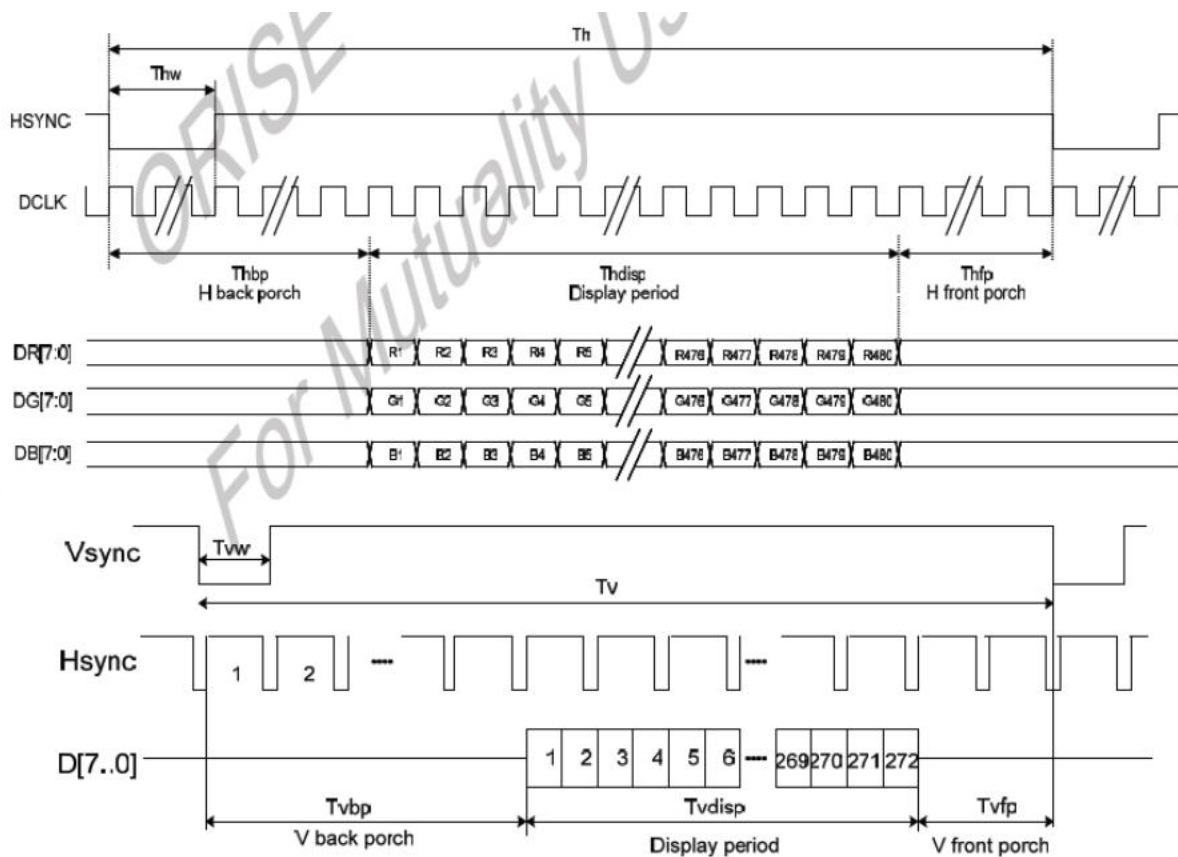 ORISE
For Mutuality Us
Th
Thw
HSYNC
DCLK
Thbp
H back porch
Thdisp
Display period
Thfp
H front porch
DR[7:0] R1 R2 R3 R4 R5 R476 R477 R478 R479 R480
DG[7:0] G1 G2 G3 G4 G5 G476 G477 G478 G479 G480
DB[7:0] B1 B2 B3 B4 B5 B476 B477 B478 B479 B480
Vsync
Tvw
Tv
Hsync 1 2 ----
----
D[7..0] 1 2 3 4 5 6 ---- 269 270 271 272
Tvbp
V back porch
Tvdisp
Display period
Tvfp
V front porch